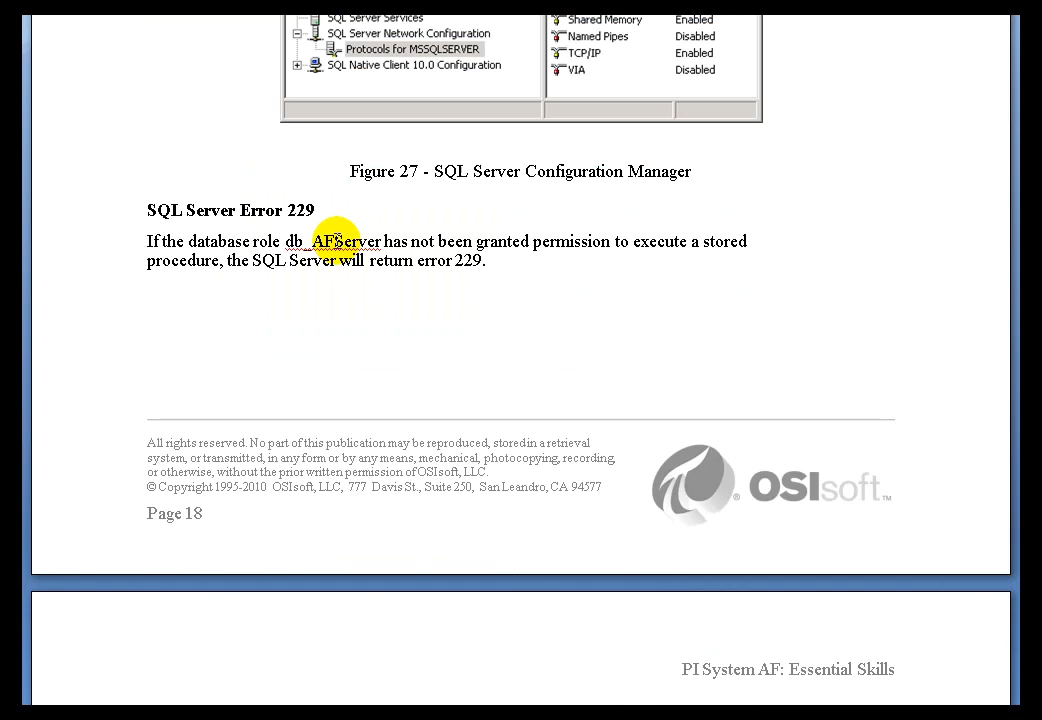 SQL Server Services
SQL Server Network Configuration
Protocols for MSSQLSERVER
SQL Native Client 10.0 Configuration
Shared Memory Enabled
Named Pipes Disabled
TCP/IP Enabled
VIA Disabled
Figure 27 - SQL Server Configuration Manager
SQL Server Error 229
If the database role db_AFServer has not been granted permission to execute a stored
procedure, the SQL Server will return error 229.
All rights reserved. No part of this publication may be reproduced, stored in a retrieval
system, or transmitted, in any form or by any means, mechanical, photocopying, recording,
or otherwise, without the prior written permission of OSIsoft, LLC.
© Copyright 1995-2010 OSIsoft, LLC, 777 Davis St., Suite 250, San Leandro, CA 94577
Page 18
OSIsoft™
PI System AF: Essential Skills